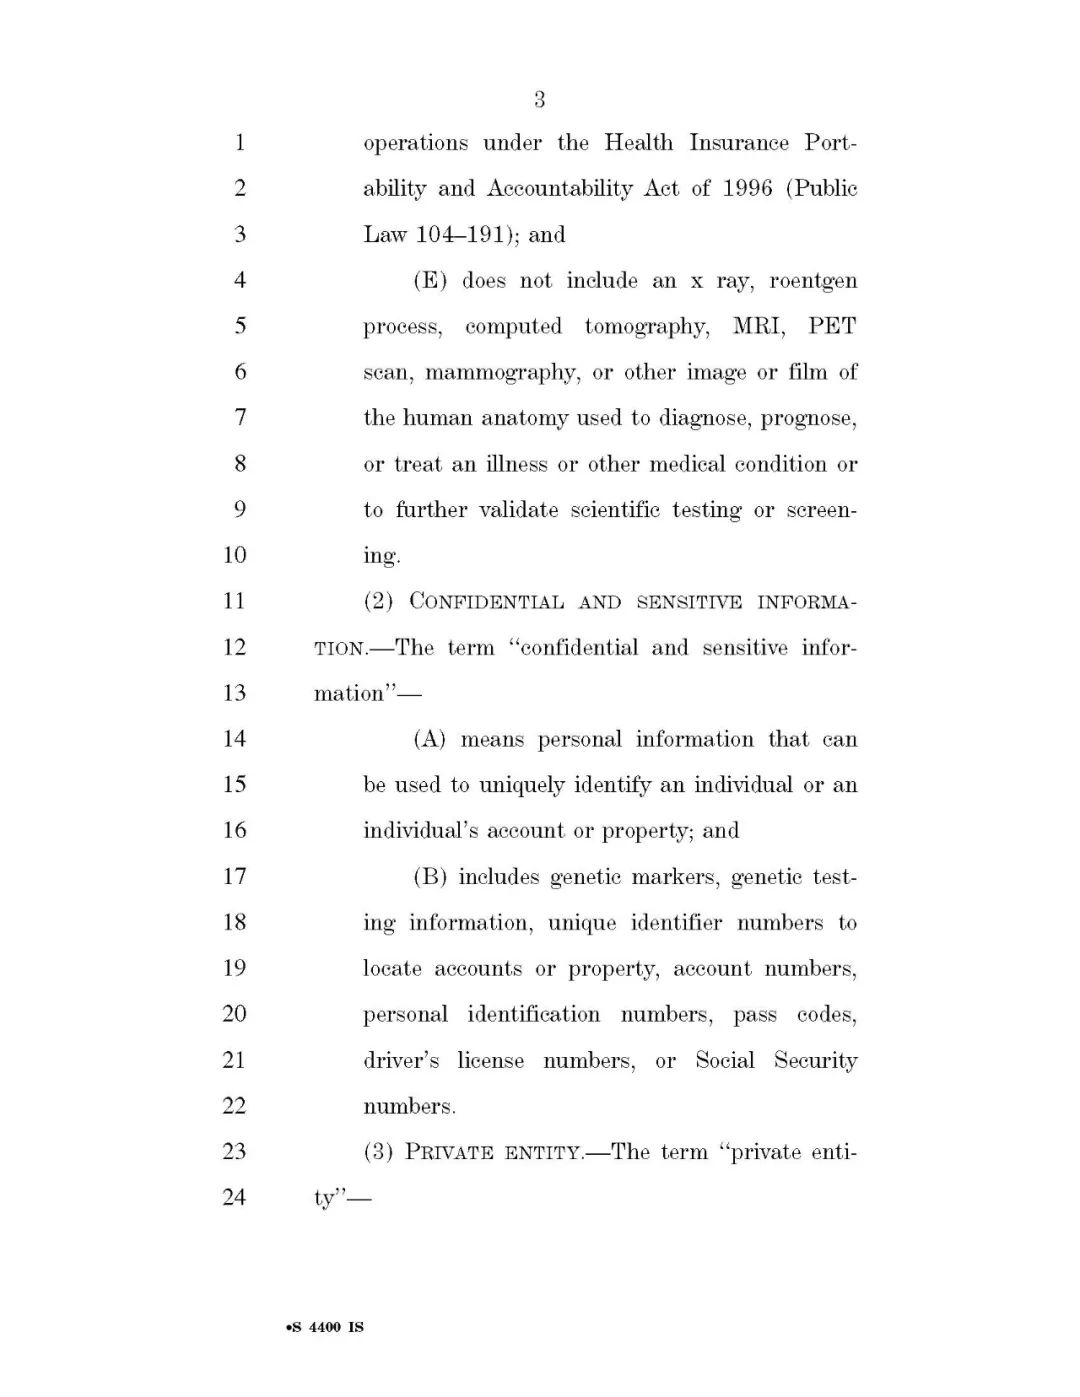 3
1 operations under the Health Insurance Port-
2 ability and Accountability Act of 1996 (Public
3 Law 104–191); and
4 (E) does not include an x ray, roentgen
5 process, computed tomography, MRI, PET
6 scan, mammography, or other image or film of
7 the human anatomy used to diagnose, prognose,
8 or treat an illness or other medical condition or
9 to further validate scientific testing or screen-
10 ing.
11 (2) CONFIDENTIAL AND SENSITIVE INFORMA-
12 TION.—The term ‘‘confidential and sensitive infor-
13 mation’’—
14 (A) means personal information that can
15 be used to uniquely identify an individual or an
16 individual’s account or property; and
17 (B) includes genetic markers, genetic test-
18 ing information, unique identifier numbers to
19 locate accounts or property, account numbers,
20 personal identification numbers, pass codes,
21 driver’s license numbers, or Social Security
22 numbers.
23 (3) PRIVATE ENTITY.—The term ‘‘private enti-
24 ty’’—
•S 4400 IS